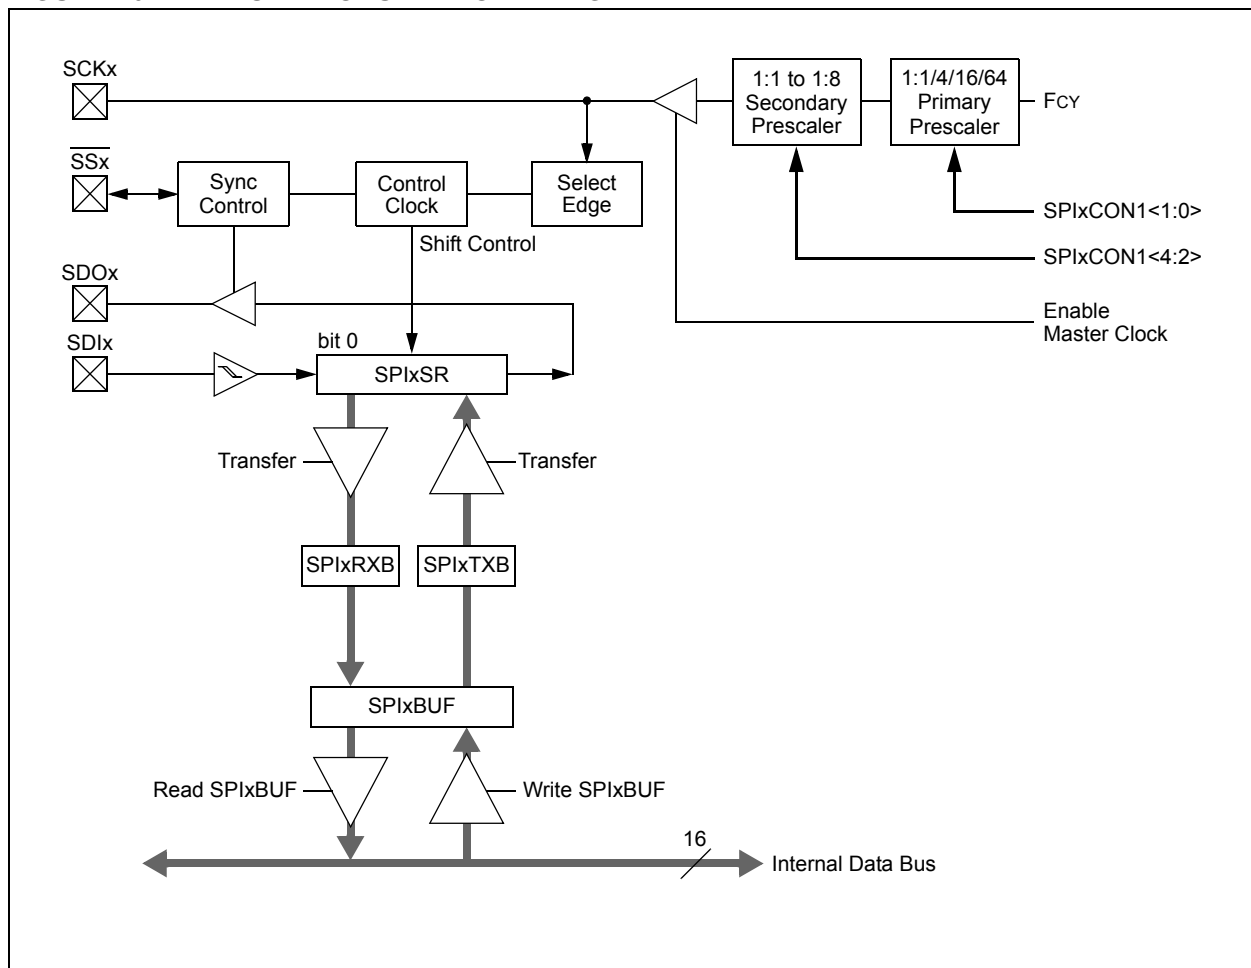 SCKx
1:1 to 1:8
Secondary
Prescaler
1:1/4/16/64
Primary
Prescaler
FCY
SSx
Sync
Control
Control
Clock
Select
Edge
SPIxCON1<1:0>
Shift Control
SPIxCON1<4:2>
SDOx
Enable
Master Clock
SDIx
bit 0
SPIxSR
Transfer
Transfer
SPIxRXB
SPIxTXB
SPIxBUF
Read SPIxBUF
Write SPIxBUF
16
Internal Data Bus